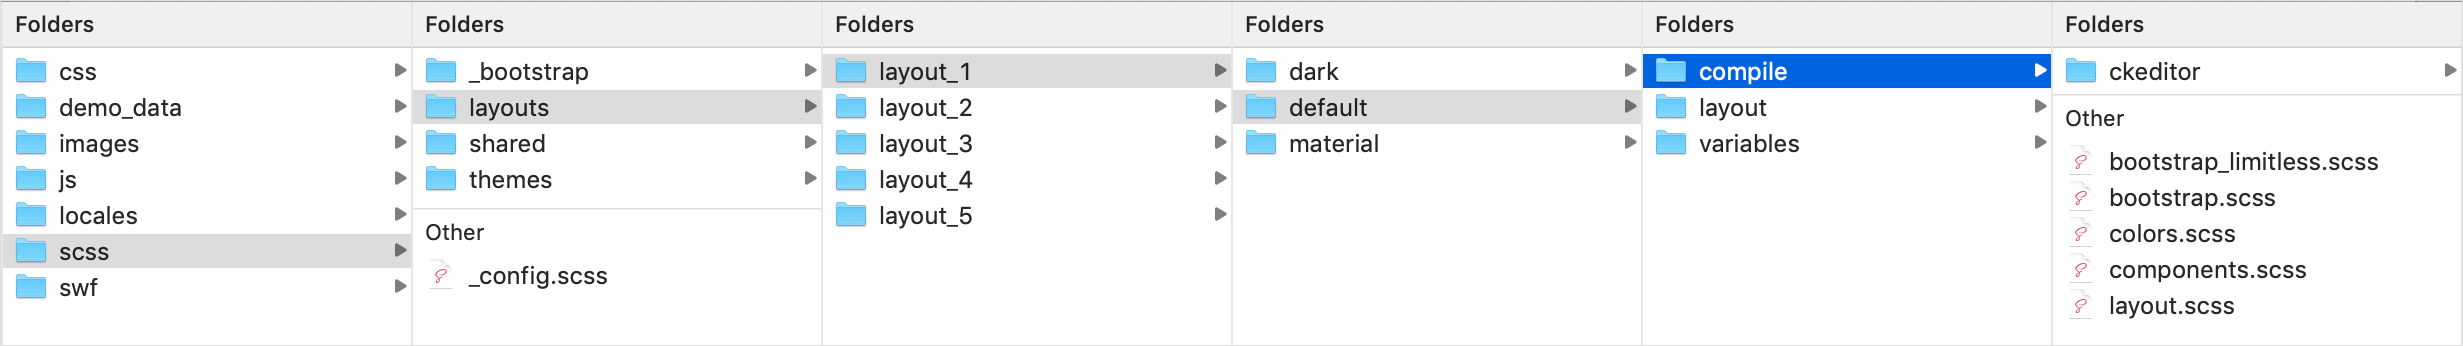 Folders
css
demo_data
images
js
locales
scss
swf
Folders
_bootstrap
layouts
shared
themes
Other
_config.scss
Folders
layout_1
layout_2
layout_3
layout_4
layout_5
Folders
dark
default
material
Folders
compile
layout
variables
Folders
ckeditor
Other
bootstrap_limitless.scss
bootstrap.scss
colors.scss
components.scss
layout.scss